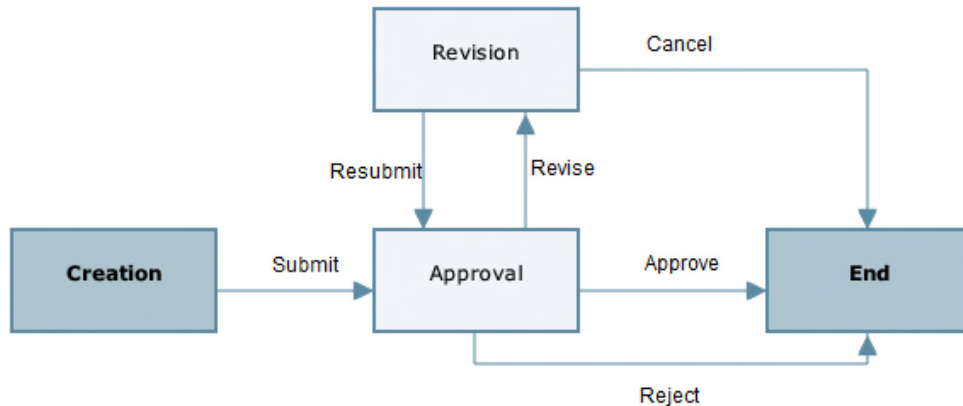 Revision
Cancel
Resubmit
Revise
Creation
Submit
Approval
Approve
End
Reject